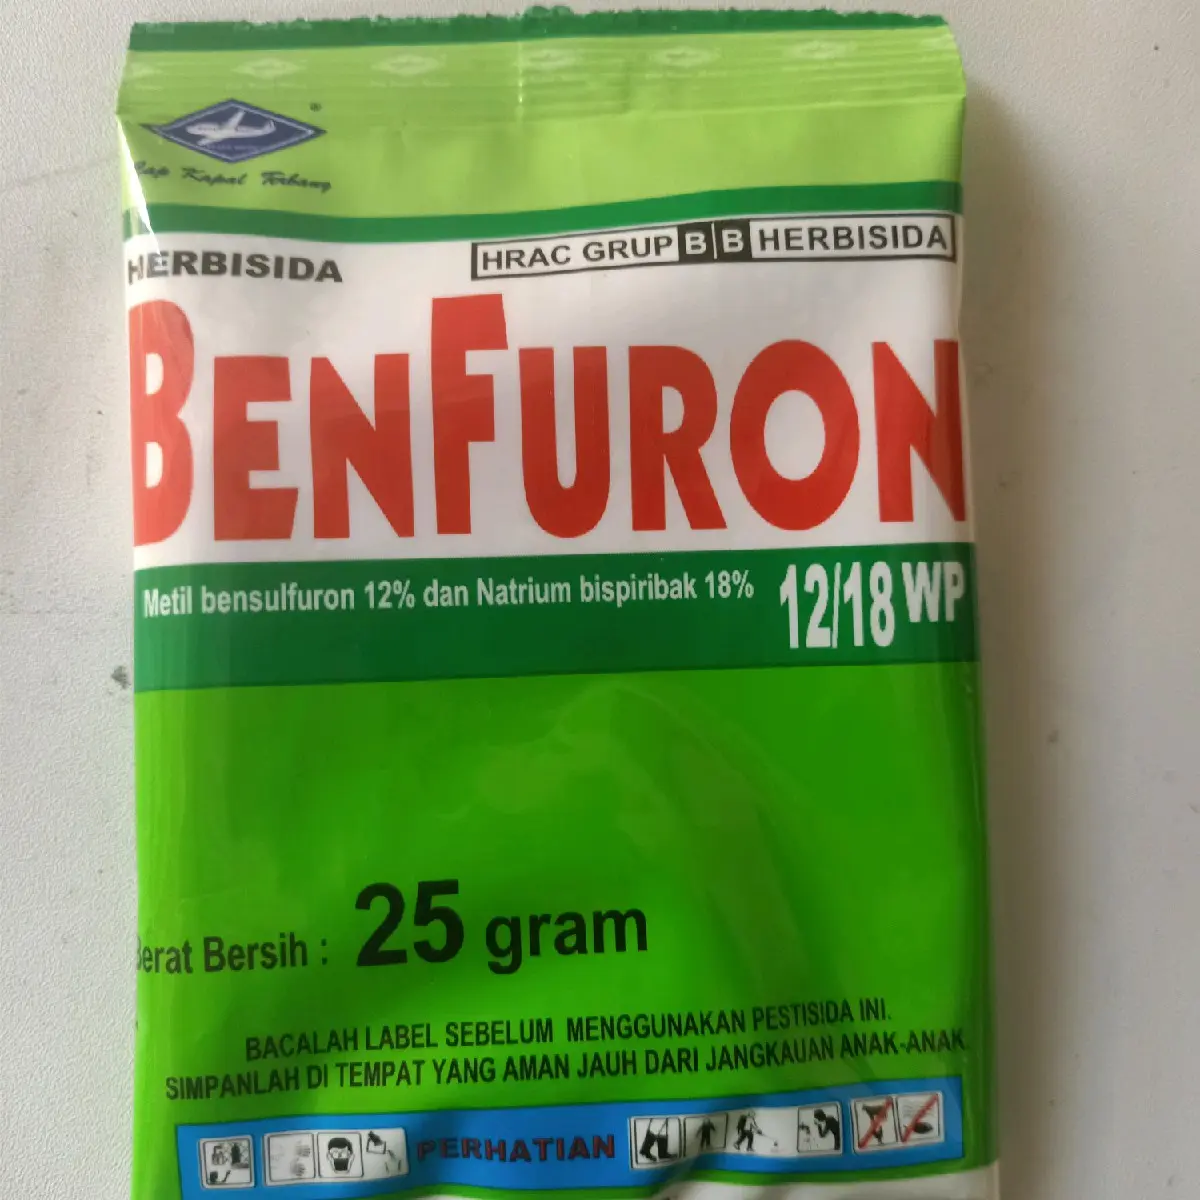 ®
Cap Kapal Terbang
HERBISIDA
HRAC GRUP B B HERBISIDA
BENFURON
Metil bensulfuron 12% dan Natrium bispiribak 18%
12/18 WP
Berat Bersih : 25 gram
BACALAH LABEL SEBELUM MENGGUNAKAN PESTISIDA INI.
SIMPANLAH DI TEMPAT YANG AMAN JAUH DARI JANGKAUAN ANAK-ANAK
PERHATIAN